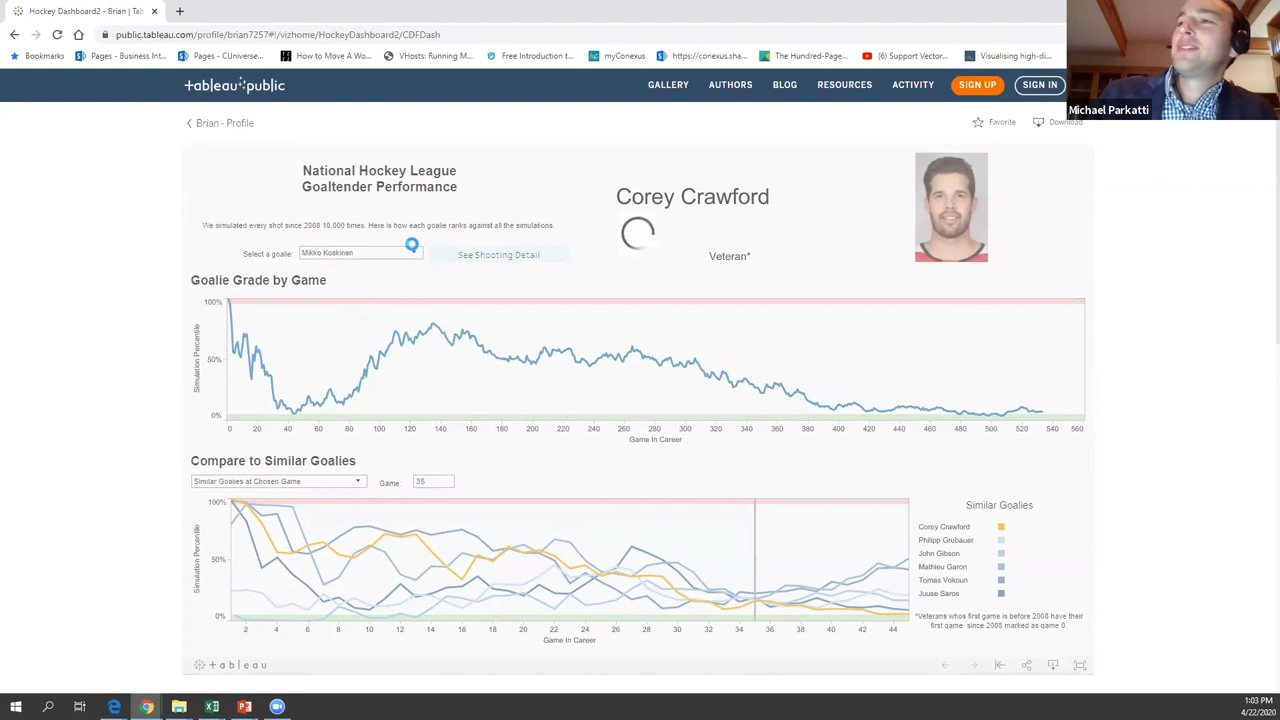 Hockey Dashboard2 - Brian | Tab
public.tableau.com/profile/brian7257#!/vizhome/HockeyDashboard2/CDFDash
Bookmarks Pages - Business Int... Pages - CUniverse... How to Move A Wo... VHosts: Running M... Free Introduction t... myConexus https://conexus.sha... The Hundred-Page... (6) Support Vector... Visualising high-di...
Michael Parkatti
+ableau public
GALLERY AUTHORS BLOG RESOURCES ACTIVITY SIGN UP SIGN IN
Brian - Profile
Favorite Download
National Hockey League
Goaltender Performance
Corey Crawford
We simulated every shot since 2008 10,000 times. Here is how each goalie ranks against all the simulations.
Select a goalie: Mikko Koskinen See Shooting Detail
Veteran*
Goalie Grade by Game
100%
50%
0%
Simulation Percentile
0 20 40 60 80 100 120 140 160 180 200 220 240 260 280 300 320 340 360 380 400 420 440 460 480 500 520 540 560
Game In Career
Compare to Similar Goalies
Similar Goalies at Chosen Game Game: 35
100%
50%
0%
Simulation Percentile
2 4 6 8 10 12 14 16 18 20 22 24 26 28 30 32 34 36 38 40 42 44
Game In Career
Similar Goalies
Corey Crawford
Philipp Grubauer
John Gibson
Mathieu Garon
Tomas Vokoun
Juuse Saros
*Veterans whos first game is before 2008 have their
first game since 2008 marked as game 0.
+ableau
1:03 PM
4/22/2020